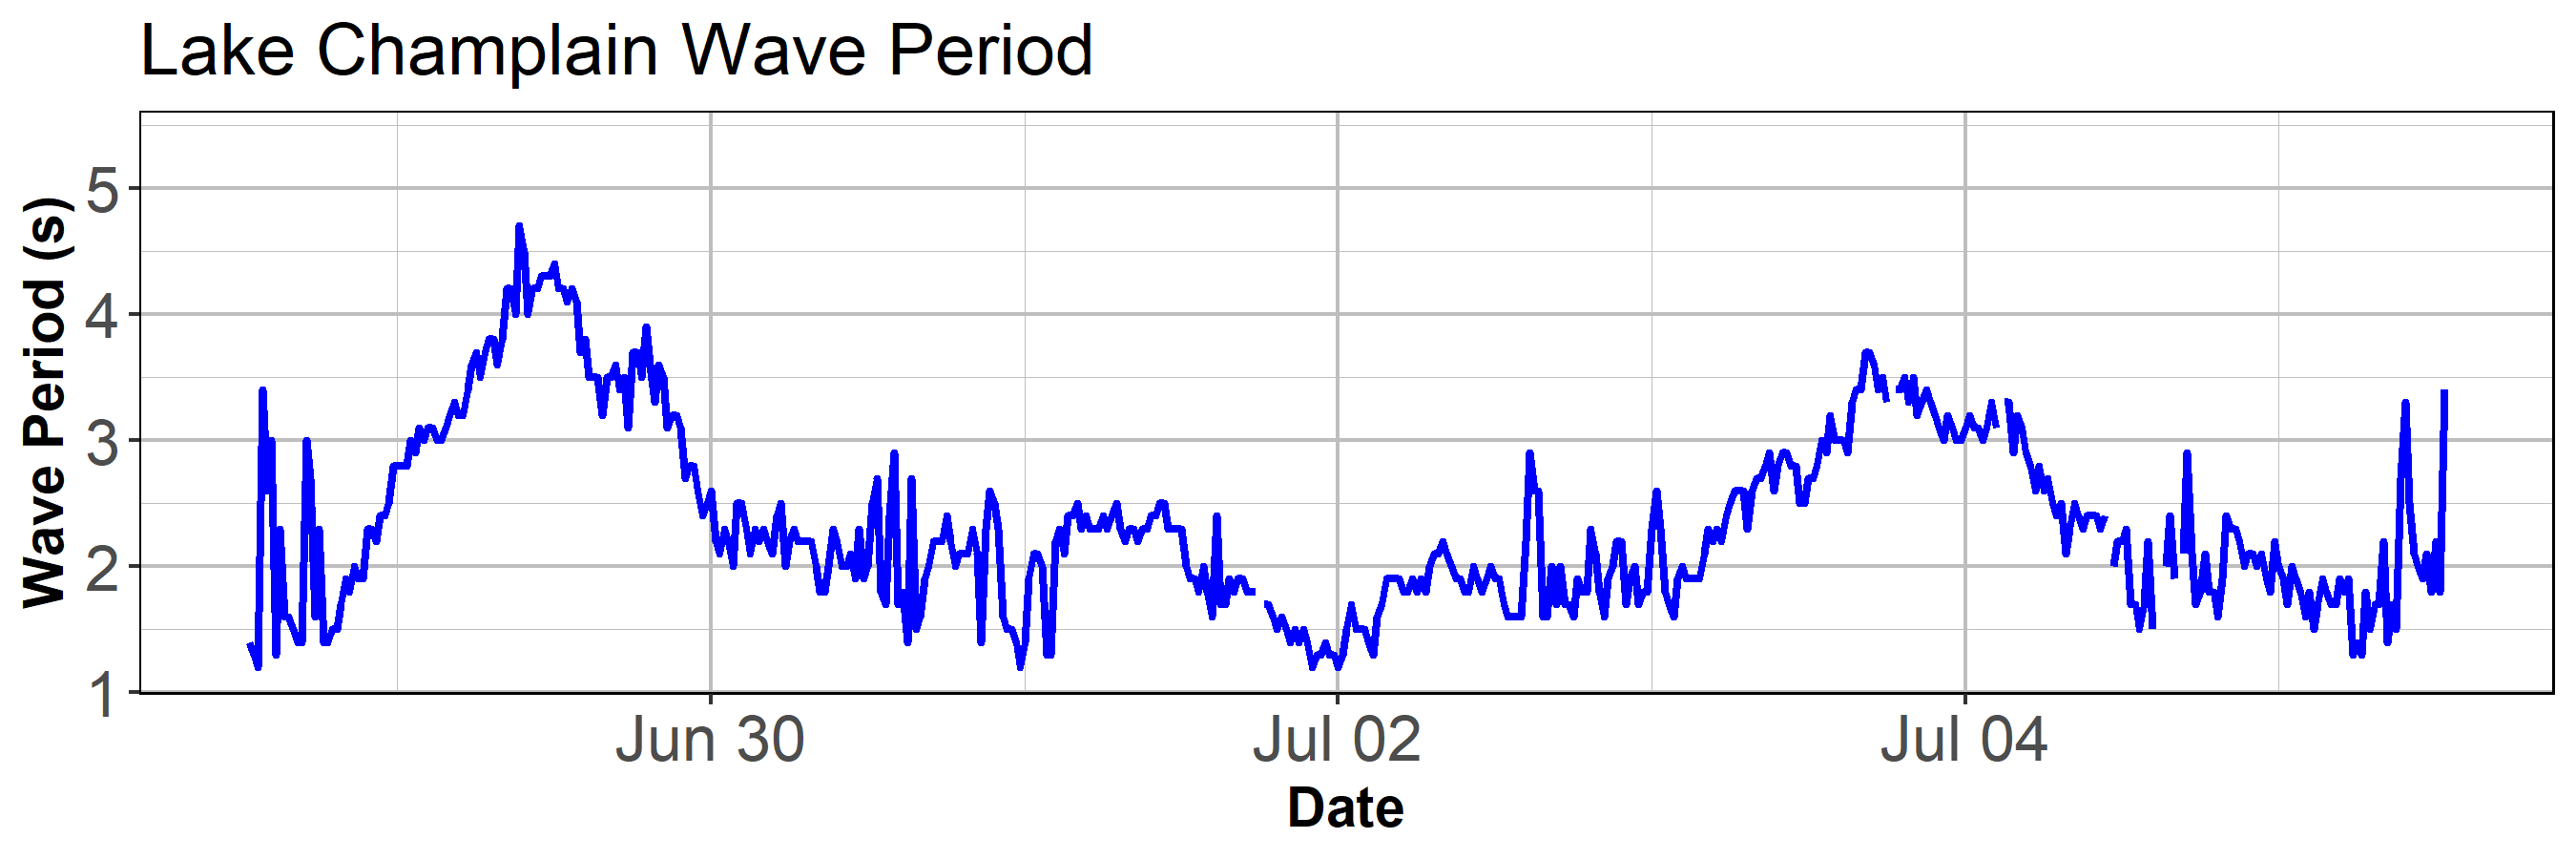 Lake Champlain Wave Period
Wave Period (s)
5
4
3
2
1
Jun 30
Jul 02
Jul 04
Date